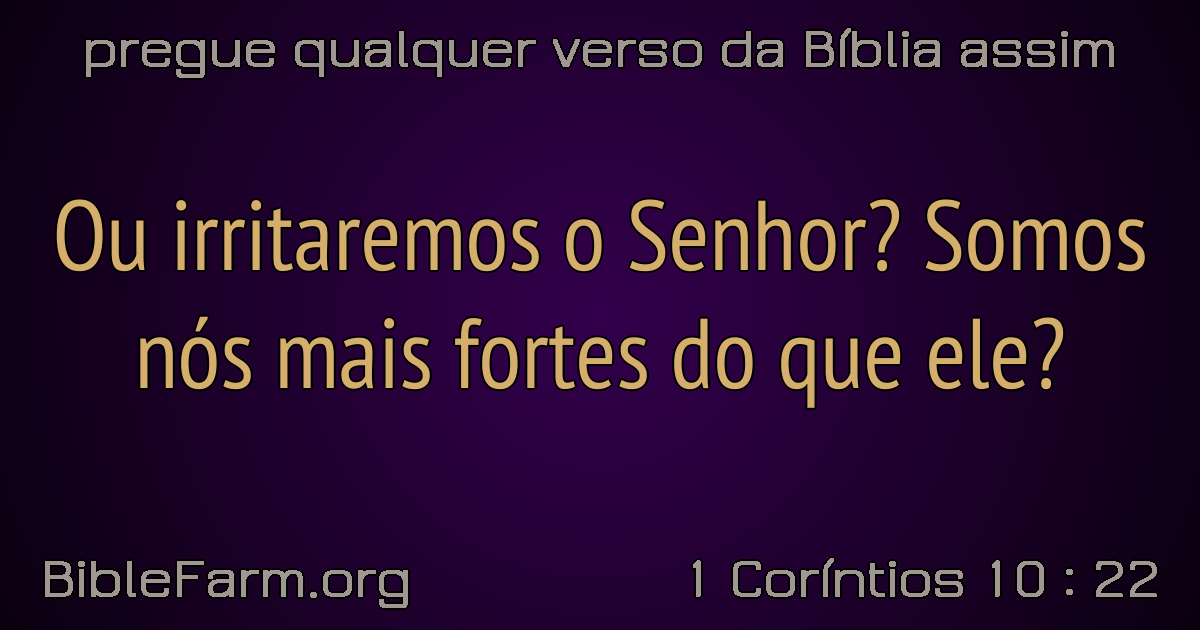 pregue qualquer verso da Bíblia assim
Ou irritaremos o Senhor? Somos
nós mais fortes do que ele?
BibleFarm.org
1 Coríntios 10 : 22